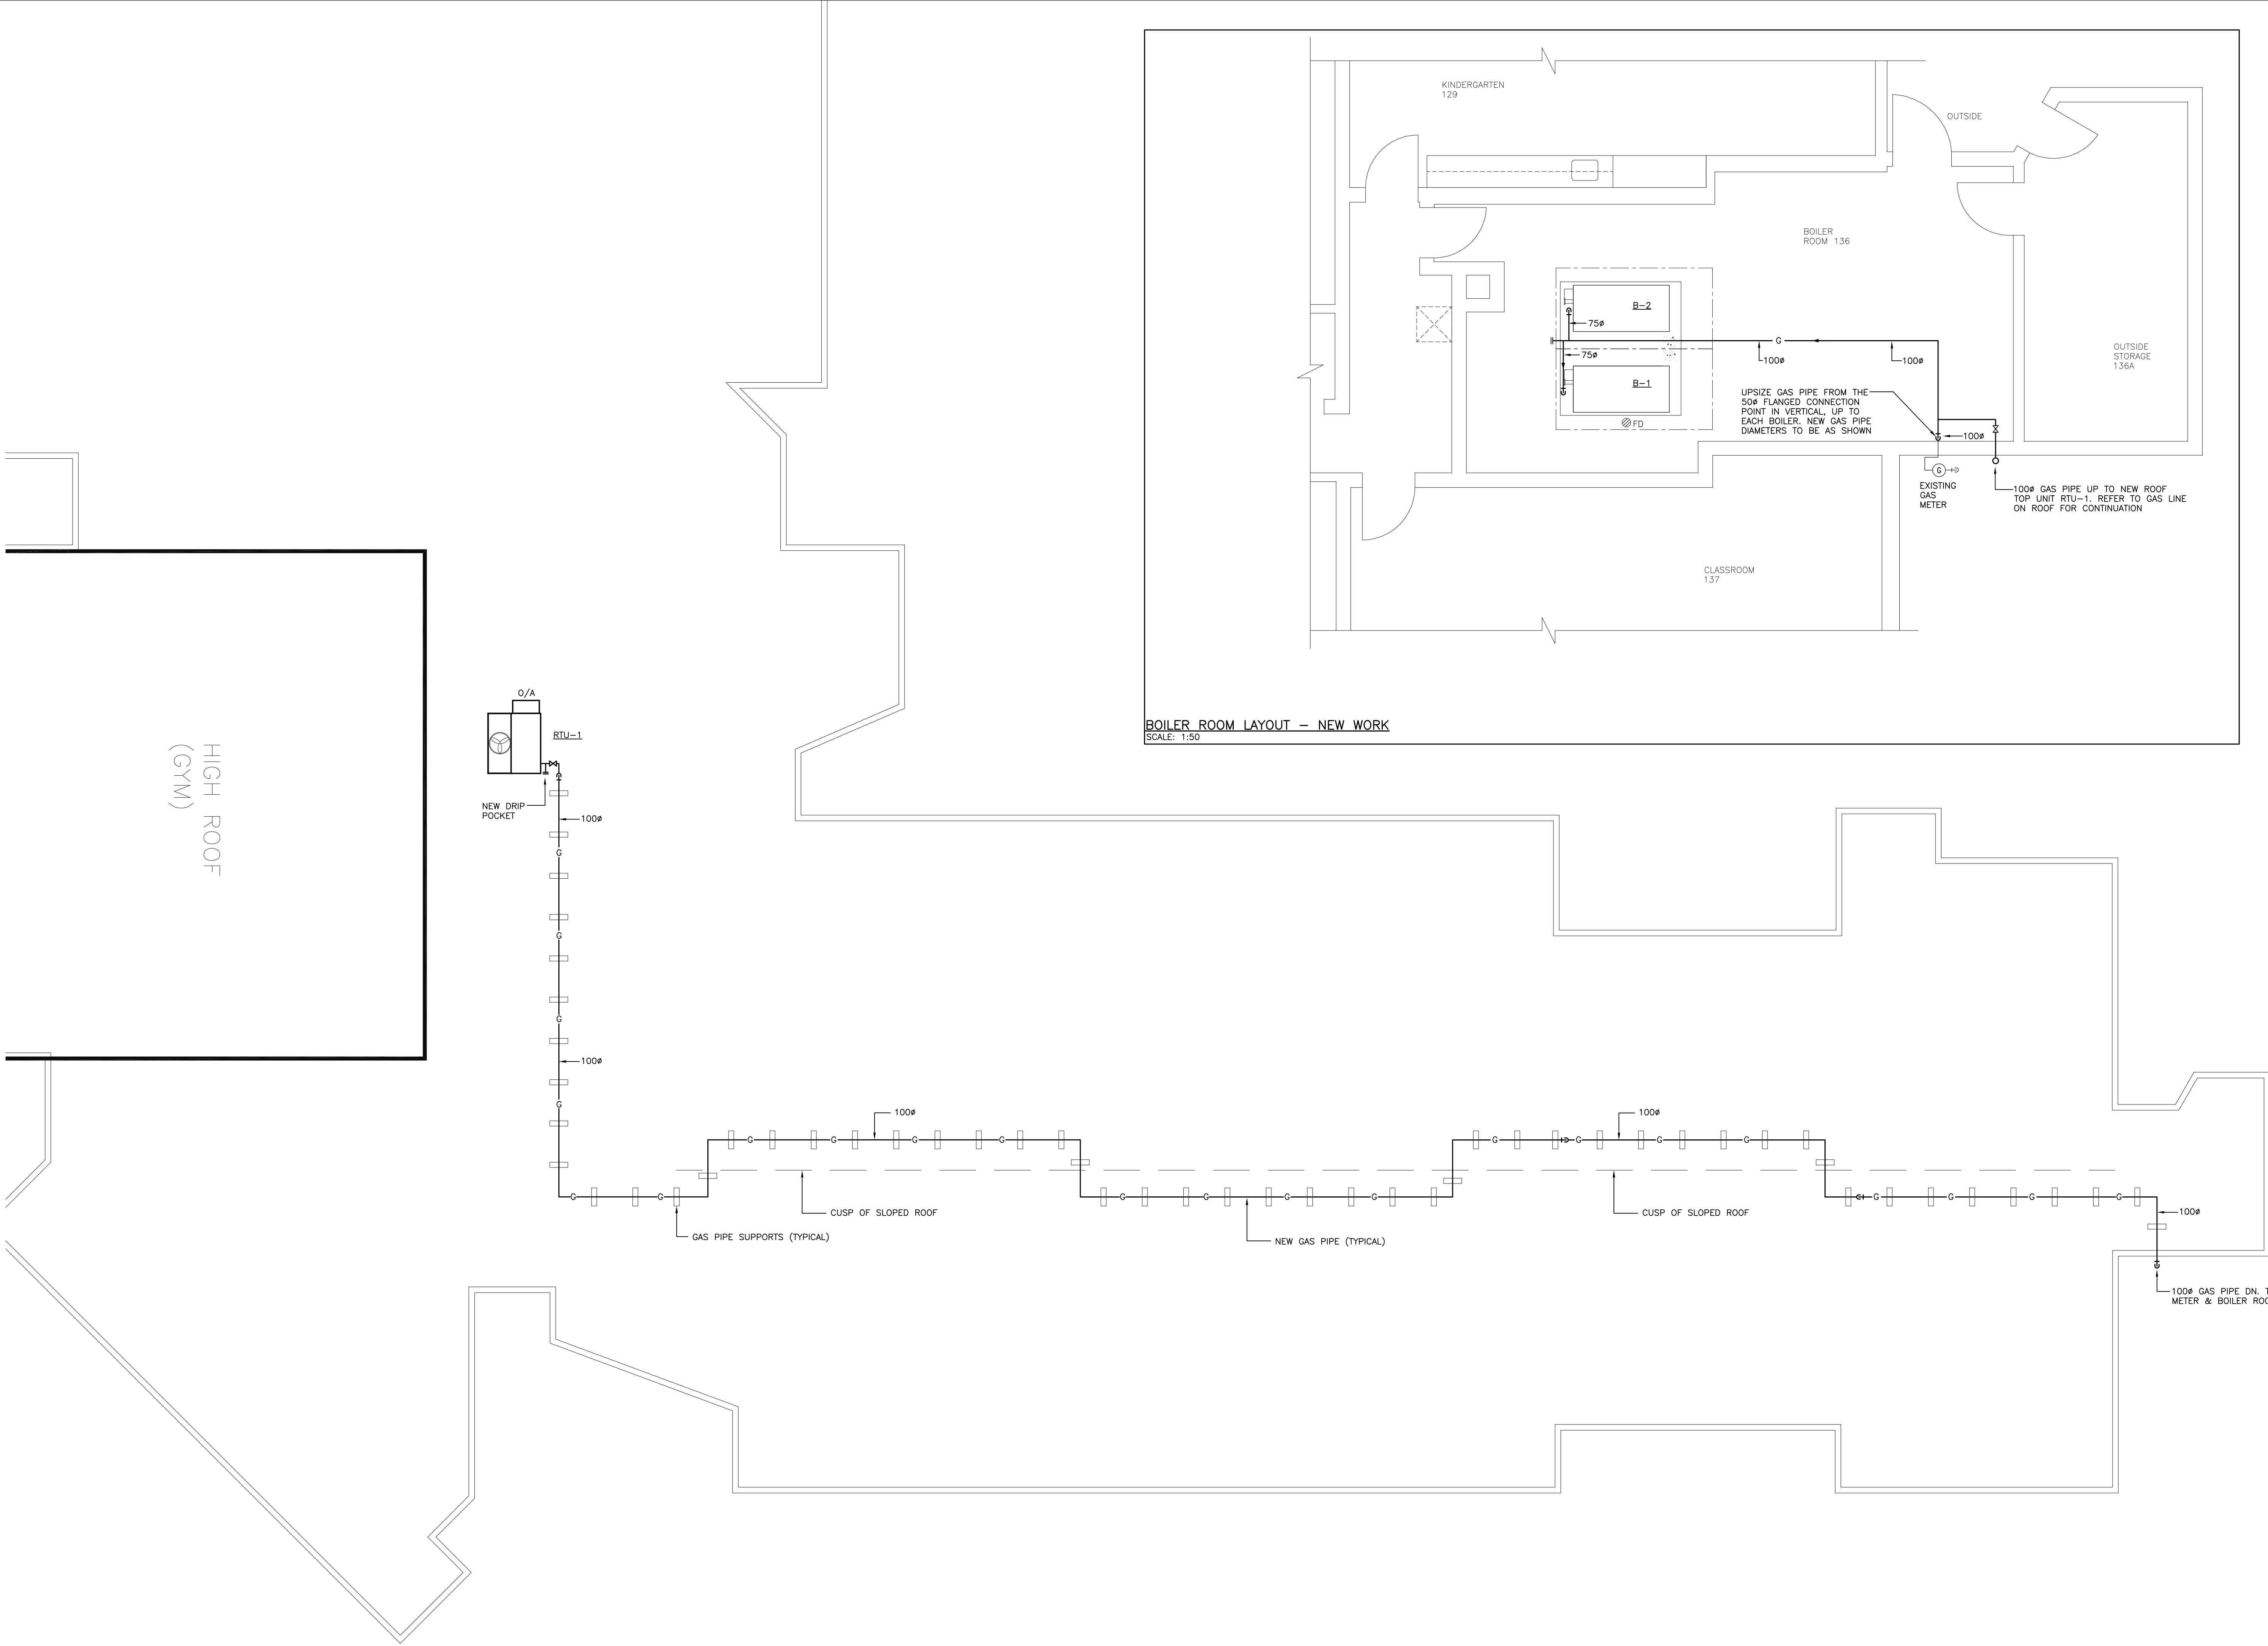 KINDERGARTEN
129
OUTSIDE
BOILER
ROOM 136
B-2
75ø
G
75ø
100ø
100ø
OUTSIDE
STORAGE
136A
B-1
UPSIZE GAS PIPE FROM THE
50ø FLANGED CONNECTION
POINT IN VERTICAL, UP TO
EACH BOILER. NEW GAS PIPE
DIAMETERS TO BE AS SHOWN
FD
100ø
G
EXISTING
GAS
METER
100ø GAS PIPE UP TO NEW ROOF
TOP UNIT RTU-1. REFER TO GAS LINE
ON ROOF FOR CONTINUATION
CLASSROOM
137
BOILER ROOM LAYOUT - NEW WORK
SCALE: 1:50
HIGH ROOF
(GYM)
O/A
RTU-1
NEW DRIP
POCKET
100ø
G
G
G
100ø
G
100ø
100ø
G G G G
G G G G
G G
G G G G
G G G G
CUSP OF SLOPED ROOF
CUSP OF SLOPED ROOF
100ø
GAS PIPE SUPPORTS (TYPICAL)
NEW GAS PIPE (TYPICAL)
100ø GAS PIPE DN.
METER & BOILER